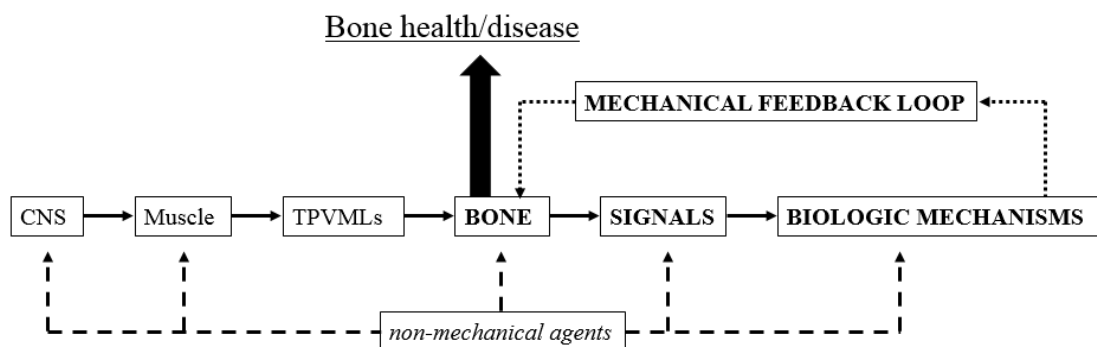 Bone health/disease
MECHANICAL FEEDBACK LOOP
CNS
Muscle
TPVMLs
BONE
SIGNALS
BIOLOGIC MECHANISMS
non-mechanical agents